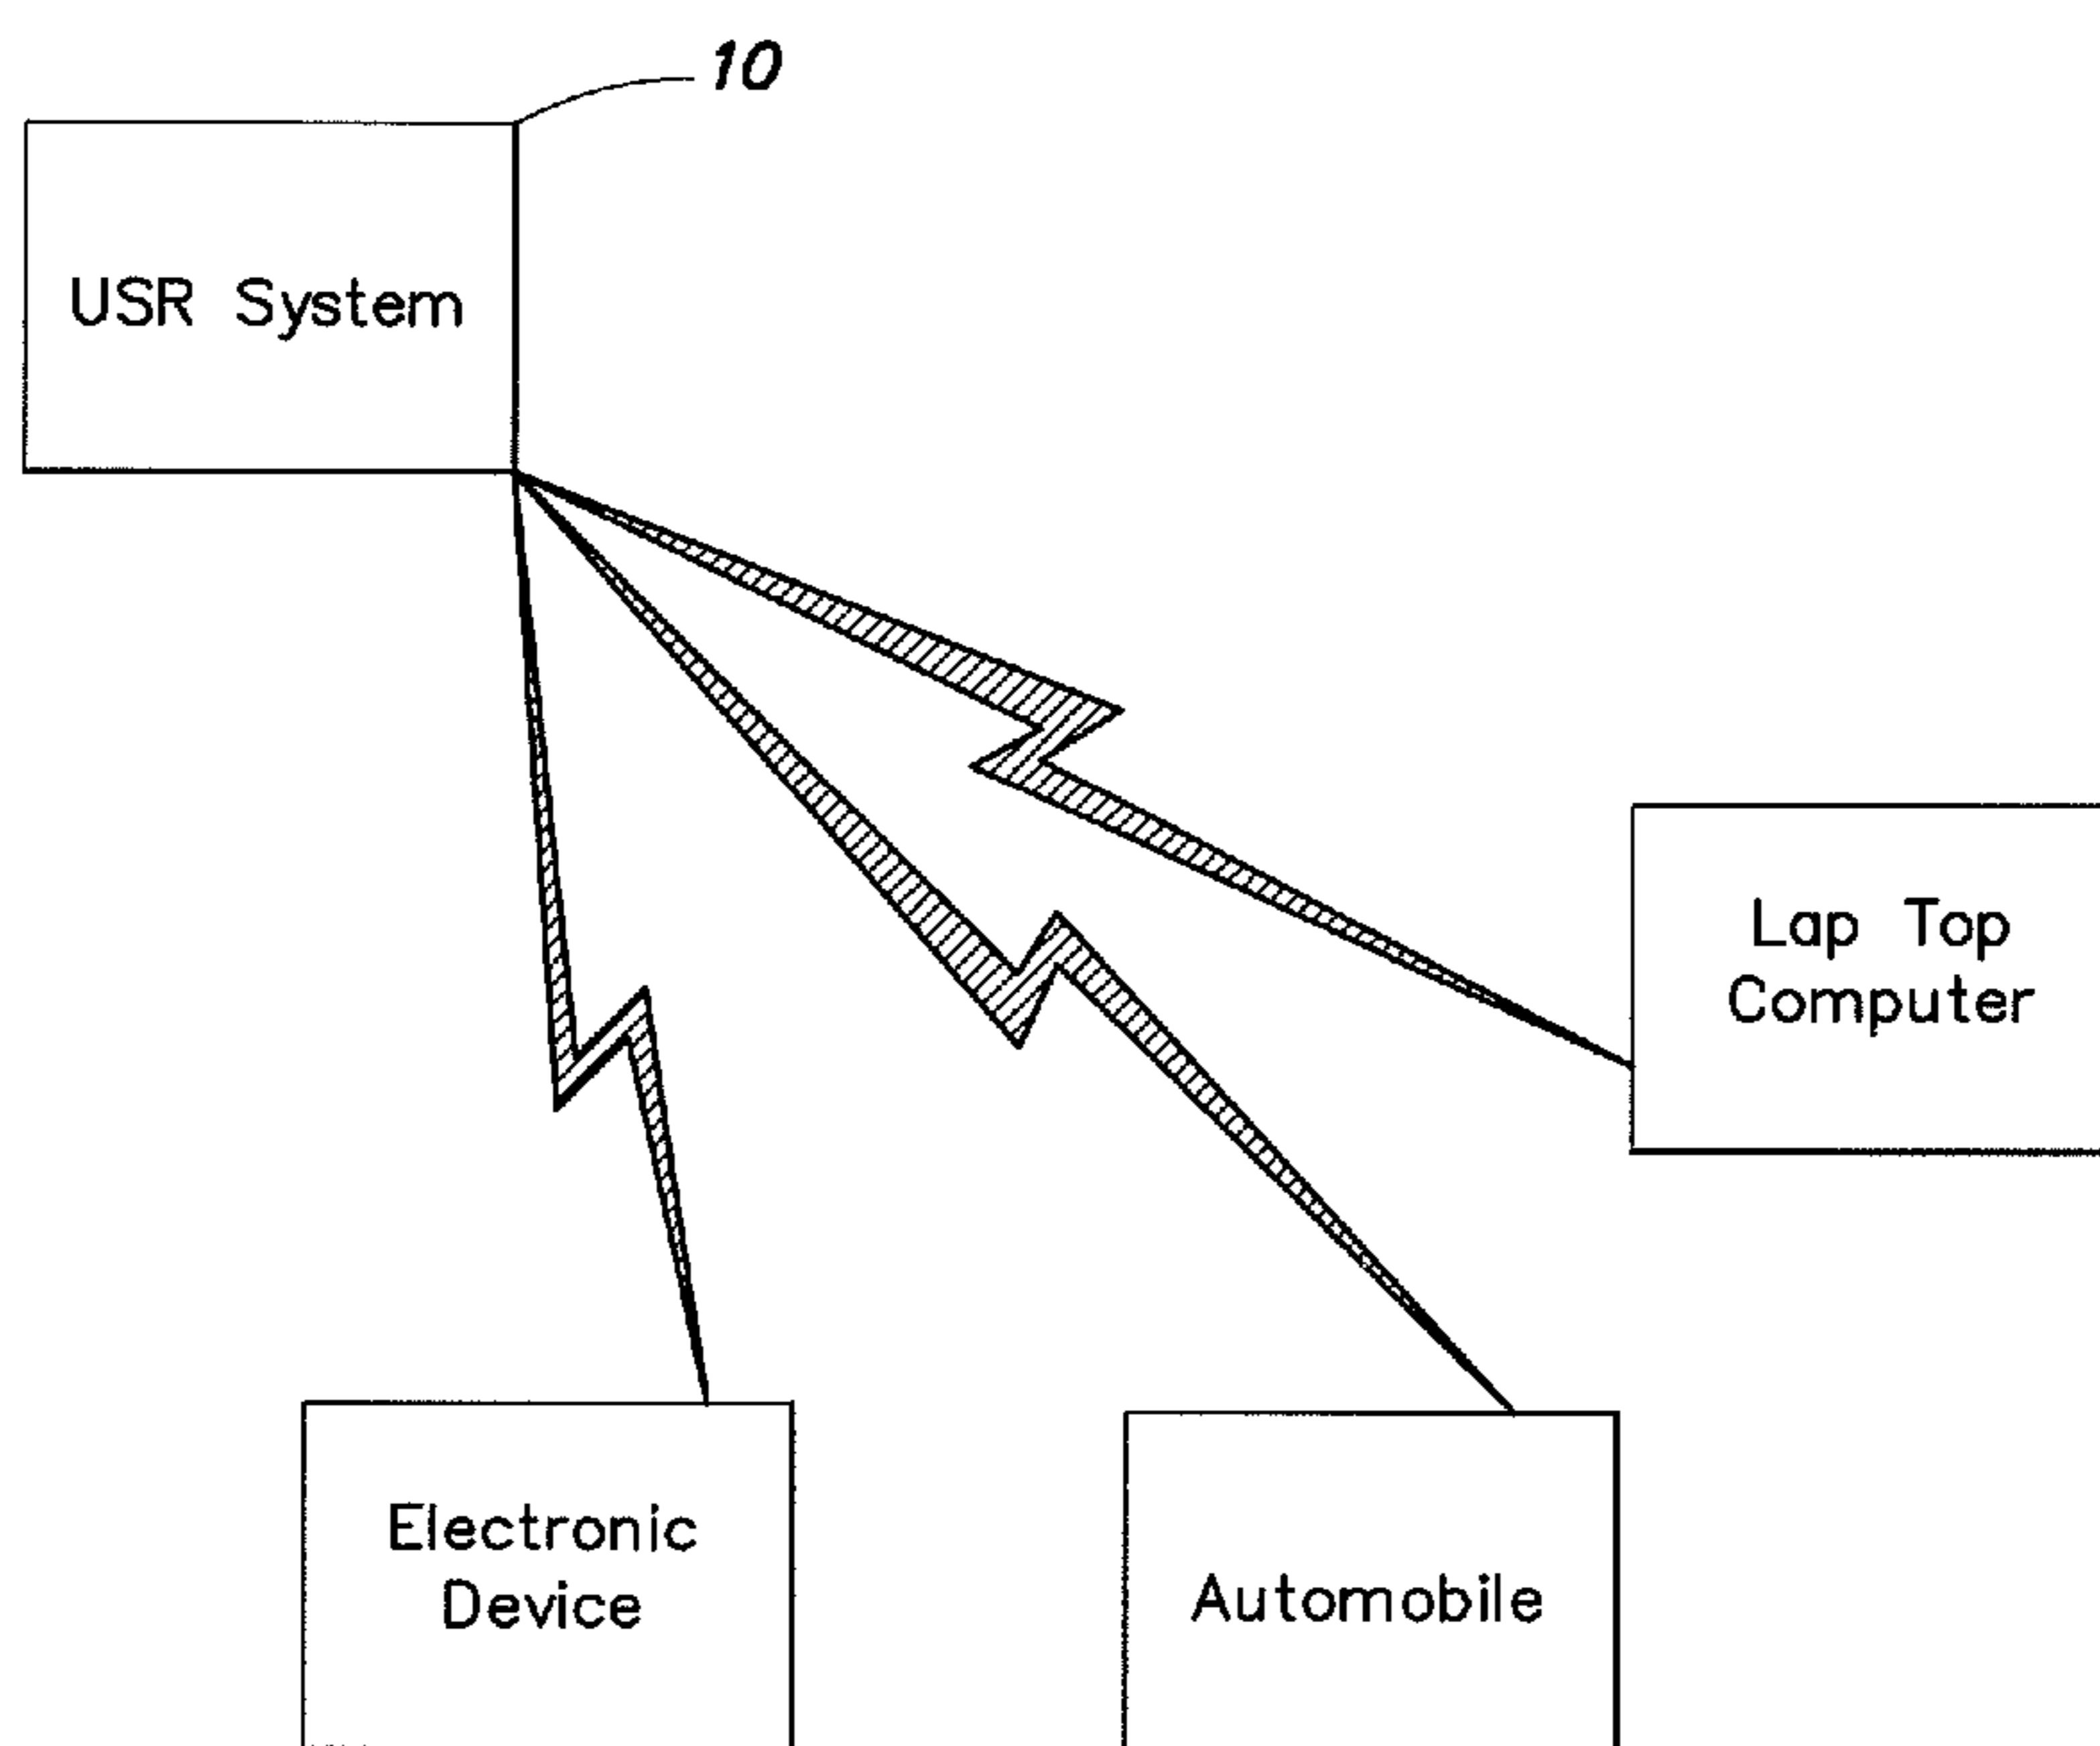 10
USR System
Lap Top
Computer
Electronic
Device
Automobile